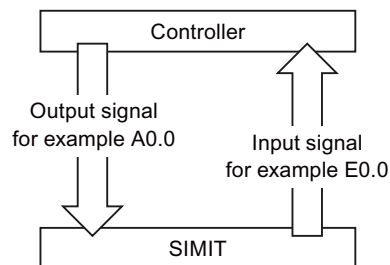 Controller
Output signal
for example A0.0
Input signal
for example E0.0
SIMIT